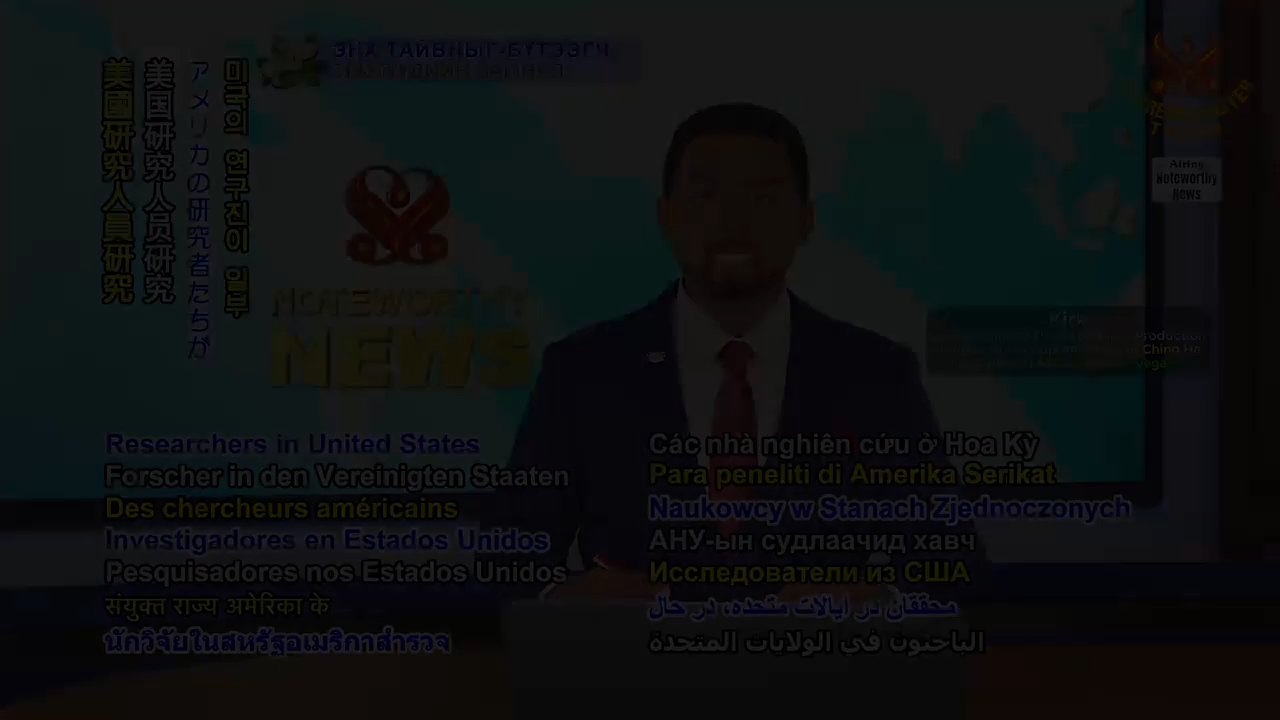 美國研究人員研究
美国研究人员研究
アメリカの研究者たちが
미국의 연구진이 일부
ЭНХ ТАЙВНЫГ-БҮТЭЭГЧ
Airing
Noteworthy
News
NOTEWORTHY
NEWS
Kirk
Production
Ching Hai
Researchers in United States
Forscher in den Vereinigten Staaten
Des chercheurs américains
Investigadores en Estados Unidos
Pesquisadores nos Estados Unidos
संयुक्त राज्य अमेरिका के
นักวิจัยในสหรัฐอเมริกาสำรวจ
Các nhà nghiên cứu ở Hoa Kỳ
Para peneliti di Amerika Serikat
Naukowcy w Stanach Zjednoczonych
АНУ-ын судлаачид хавч
Исследователи из США
محققان در ایالات متحده، در حال
الباحثون في الولايات المتحدة